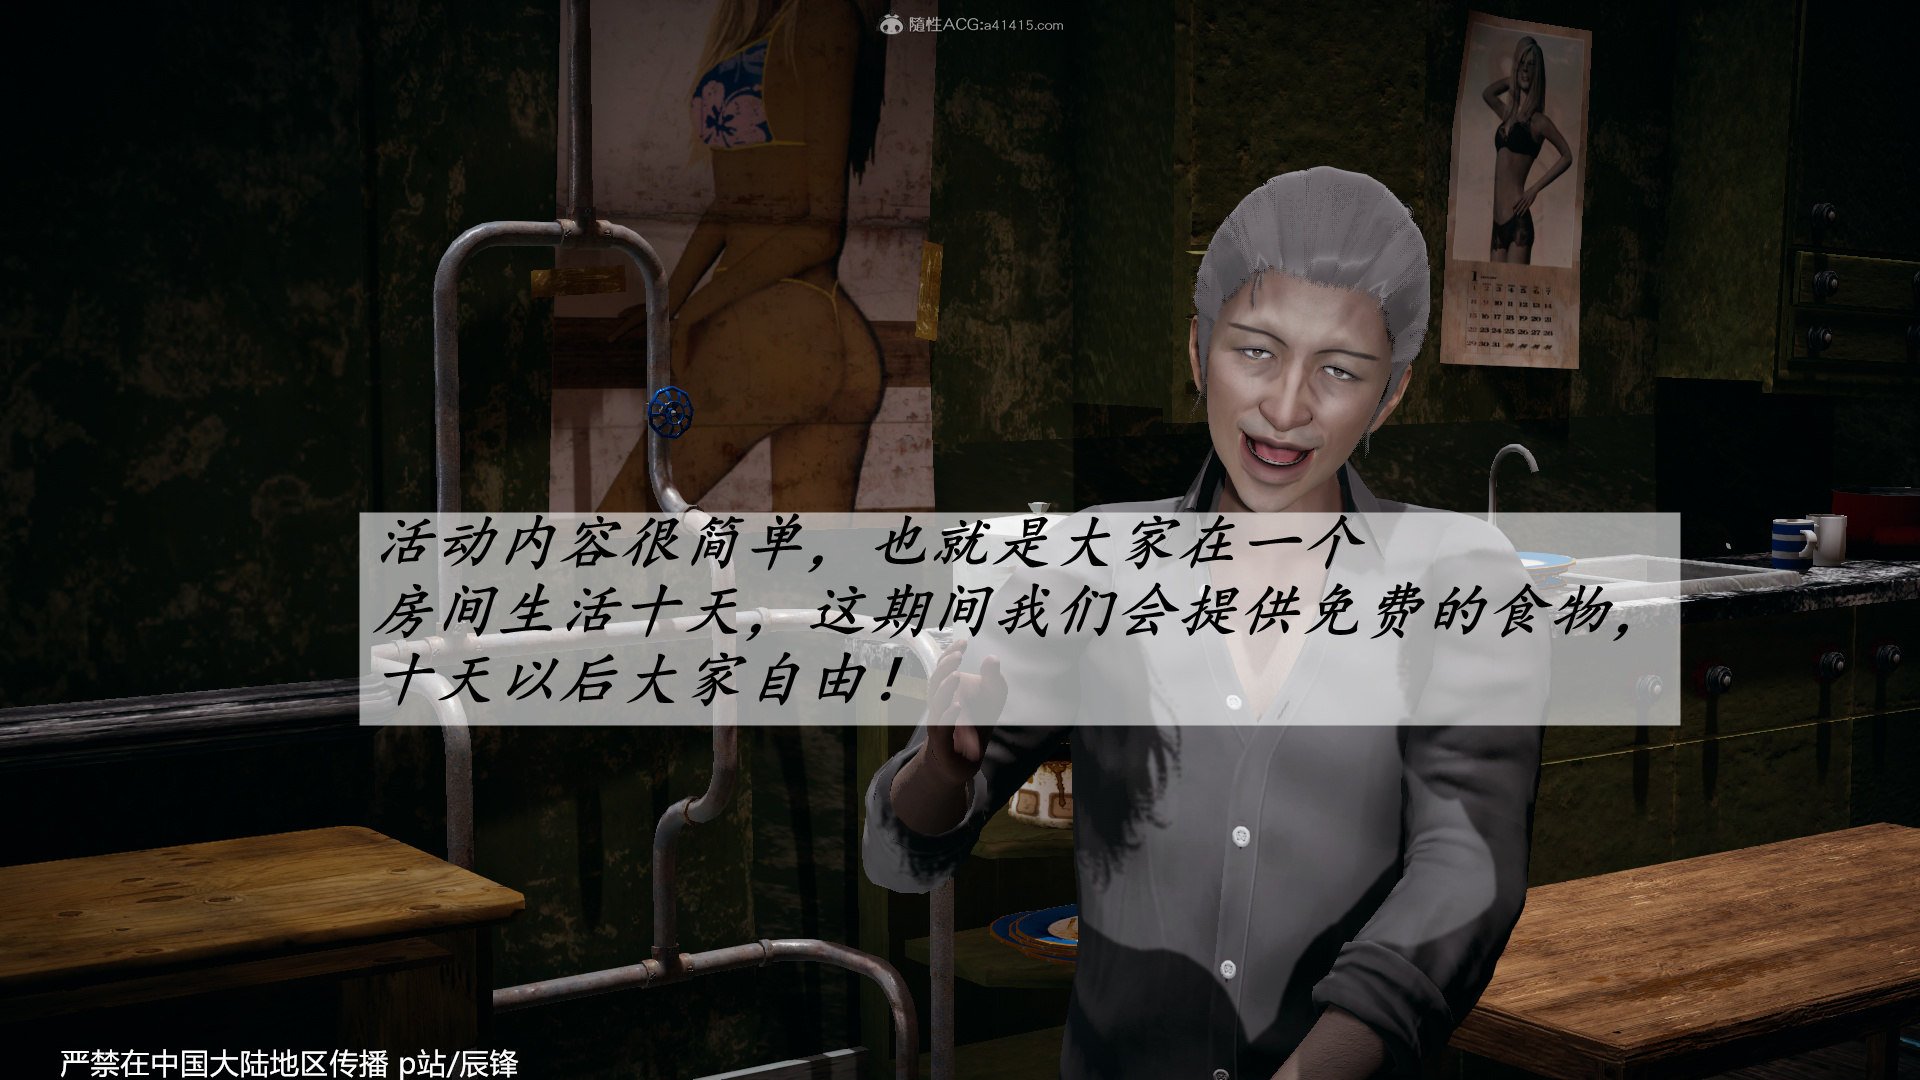 隨性ACG:a41415.com
活动内容很简单，也就是大家在一个
房间生活十天，这期间我们会提供免费的食物，
十天以后大家自由！
严禁在中国大陆地区传播 p站/辰锋